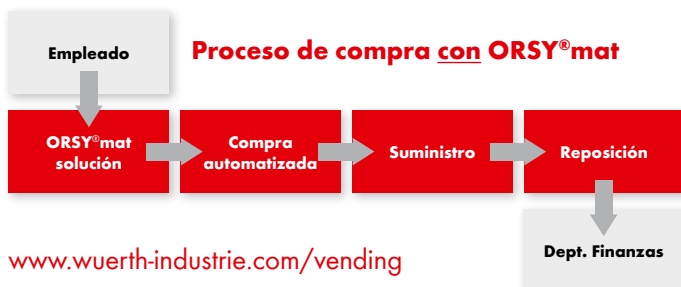 Empleado
Proceso de compra con ORSY®mat
ORSY®mat
solución
Compra
automatizada
Suministro
Reposición
Dept. Finanzas
www.wuerth-industrie.com/vending